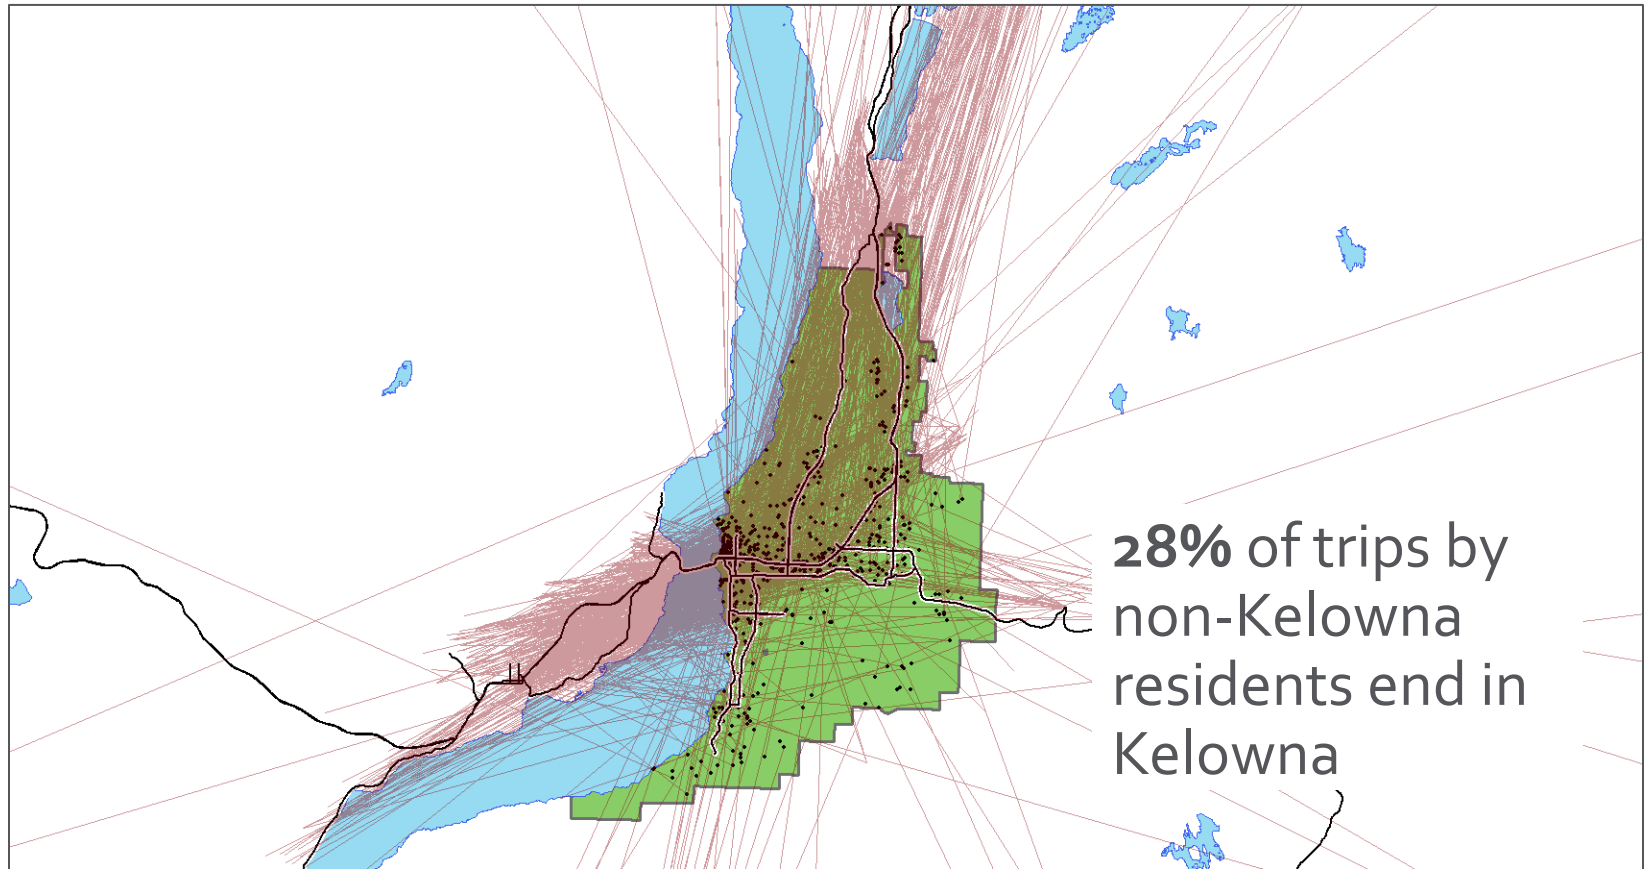 28% of trips by
non-Kelowna
residents end in
Kelowna